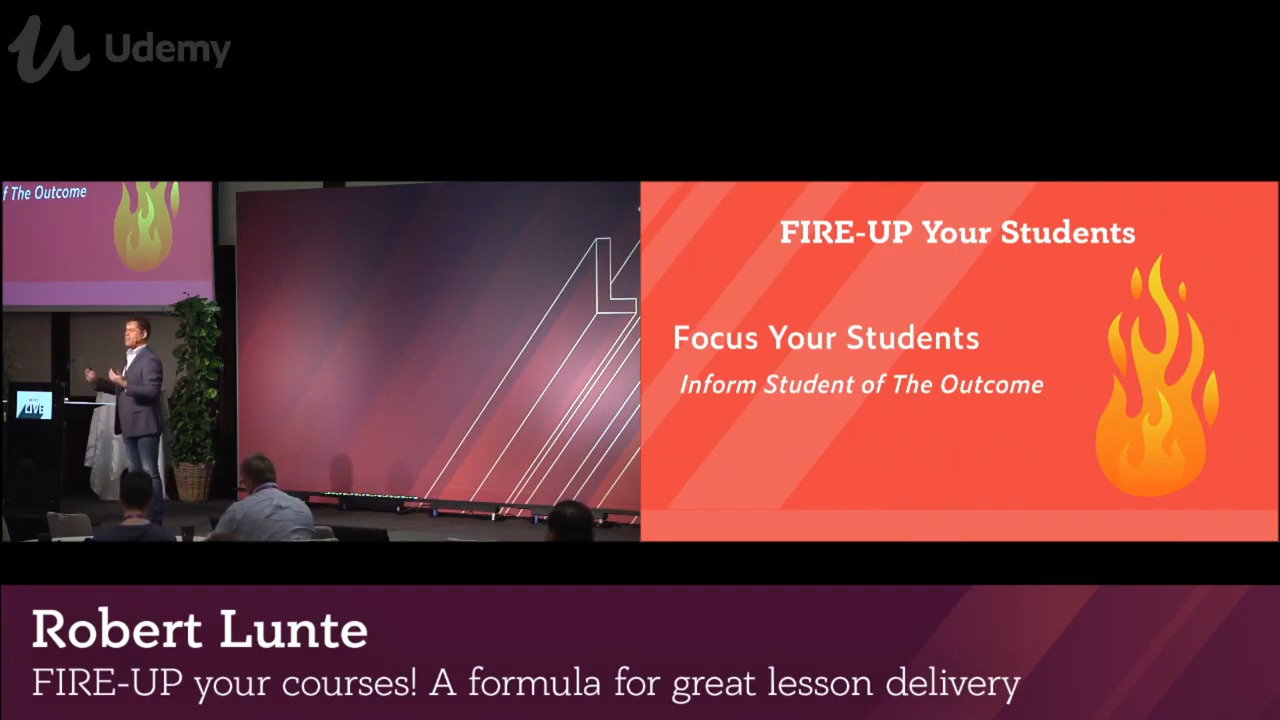 Udemy
f The Outcome
LIVE
FIRE-UP Your Students
Focus Your Students
Inform Student of The Outcome
Robert Lunte
FIRE-UP your courses! A formula for great lesson delivery